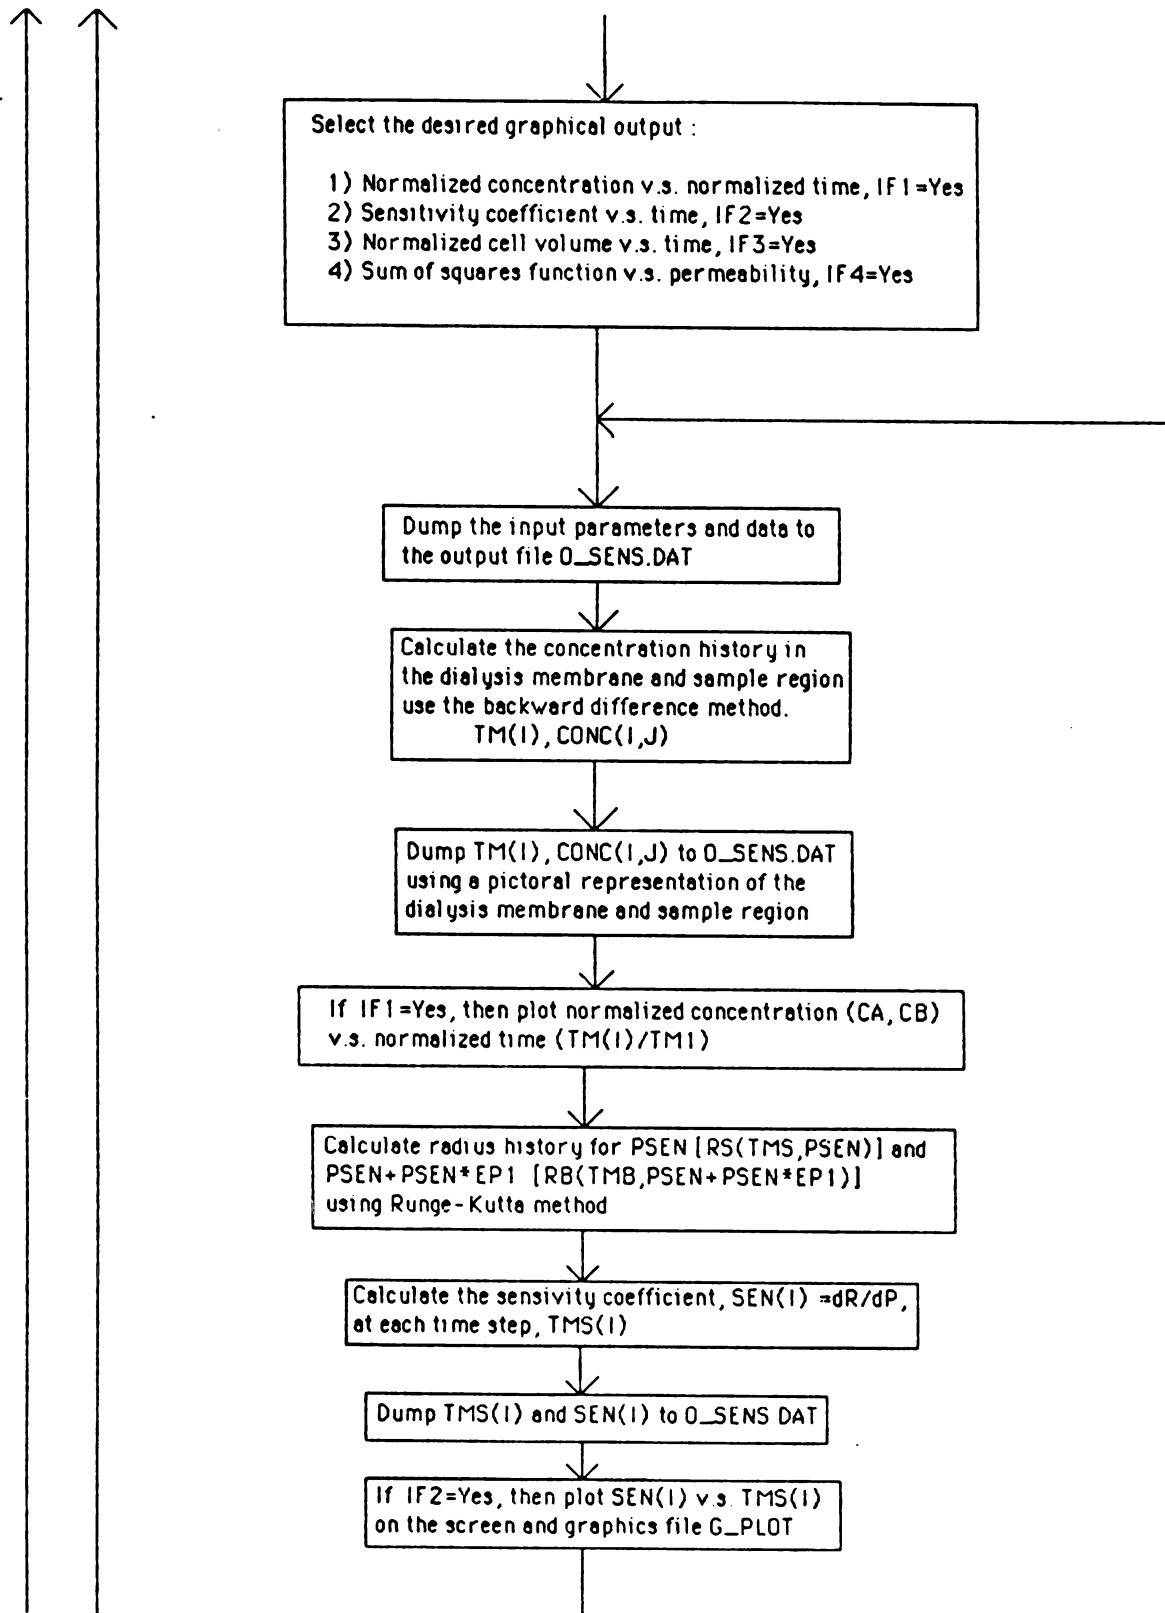 Select the desired graphical output :
1) Normalized concentration v.s. normalized time, IF1=Yes
2) Sensitivity coefficient v.s. time, IF2=Yes
3) Normalized cell volume v.s. time, IF3=Yes
4) Sum of squares function v.s. permeability, IF4=Yes
Dump the input parameters and data to
the output file O_SENS.DAT
Calculate the concentration history in
the dialysis membrane and sample region
use the backward difference method.
TM(I), CONC(I,J)
Dump TM(I), CONC(I,J) to O_SENS.DAT
using a pictoral representation of the
dialysis membrane and sample region
If IF1=Yes, then plot normalized concentration (CA, CB)
v.s. normalized time (TM(I)/TM1)
Calculate radius history for PSEN [RS(TMS,PSEN)] and
PSEN+PSEN*EP1 [RB(TMB,PSEN+PSEN*EP1)]
using Runge-Kutta method
Calculate the sensivity coefficient, SEN(I) =dR/dP,
at each time step, TMS(I)
Dump TMS(I) and SEN(I) to O_SENS DAT
If IF2=Yes, then plot SEN(I) v.s. TMS(I)
on the screen and graphics file G_PLOT